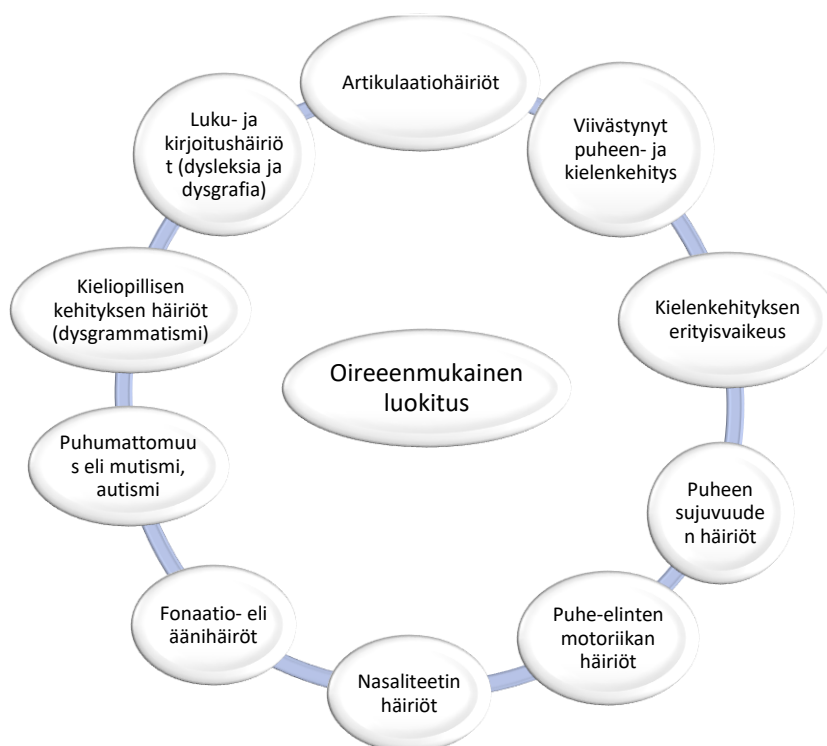 Artikulaatiohäiriöt
Viivästynyt
puheen- ja
kielenkehitys
Kielenkehityksen
erityisvaikeus
Puheen
sujuvuude
n häiriöt
Puhe-elinten
motoriikan
häiriöt
Nasaliteetin
häiriöt
Fonaatio- eli
äänihäiröt
Puhumattomuu
s eli mutismi,
autismi
Kieliopillisen
kehityksen häiriöt
(dysgrammatismi)
Luku- ja
kirjoitushäiriö
t (dysleksia ja
dysgrafia)
Oireeenmukainen
luokitus